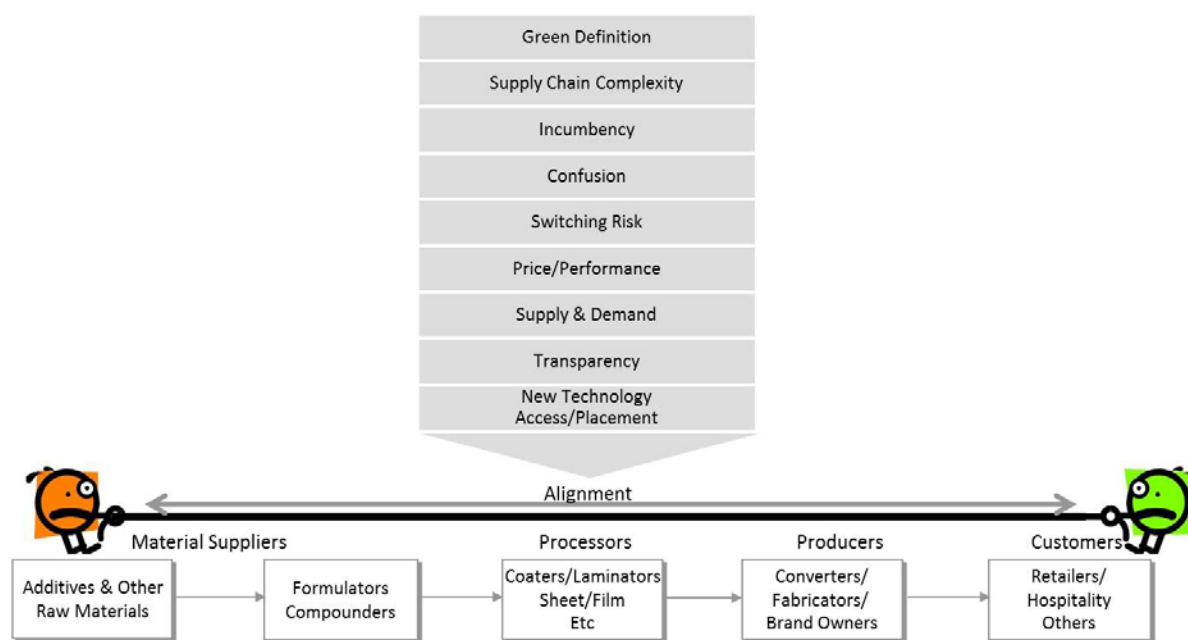 Green Definition
Supply Chain Complexity
Incumbency
Confusion
Switching Risk
Price/Performance
Supply & Demand
Transparency
New Technology
Access/Placement
Alignment
Material Suppliers
Processors
Producers
Customers
Additives & Other
Raw Materials
Formulators
Compounders
Coaters/Laminators
Sheet/Film
Etc
Converters/
Fabricators/
Brand Owners
Retailers/
Hospitality
Others